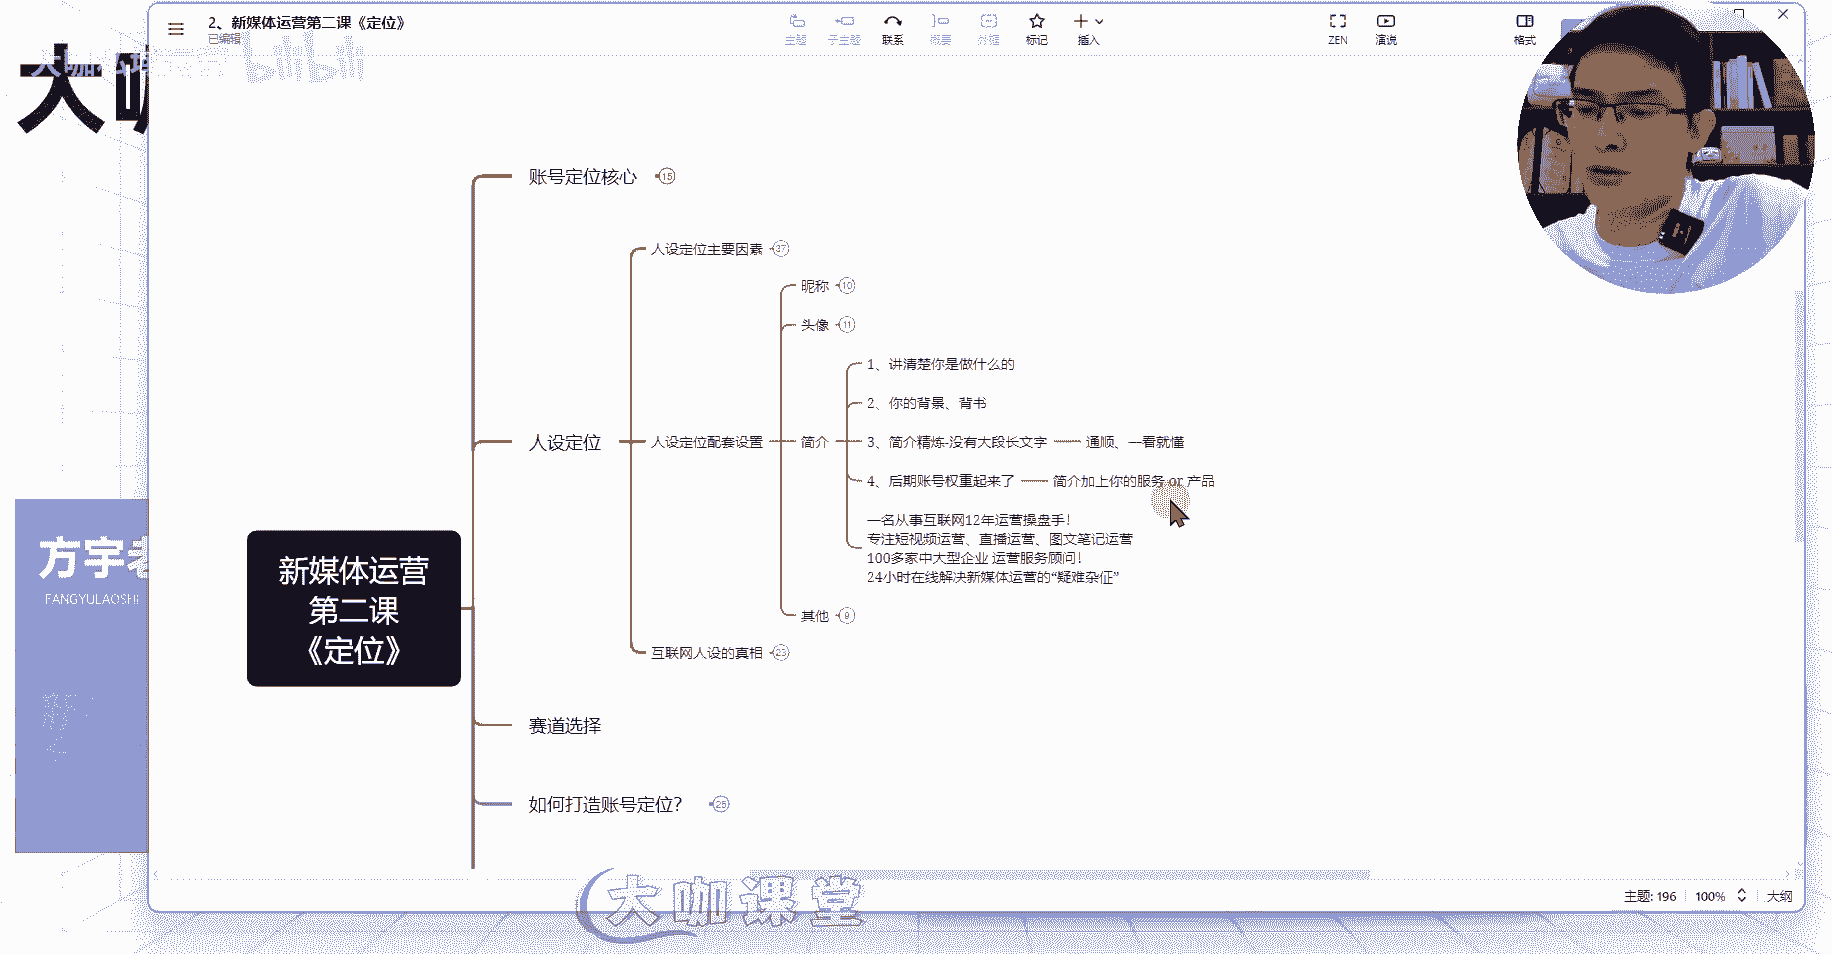 2、新媒体运营第二课《定位》
已编辑
主题
子主题
联系
概要
外框
标记
插入
ZEN
演说
格式
bilibili
大咖
账号定位核心 15
人设定位主要因素 37
昵称 10
头像 11
1、讲清楚你是做什么的
2、你的背景、背书
人设定位
人设定位配套设置
简介
3、简介精炼-没有大段长文字
通顺、一看就懂
4、后期账号权重起来了
简介加上你的服务 or 产品
一名从事互联网12年运营操盘手！
专注短视频运营、直播运营、图文笔记运营
100多家中大型企业 运营服务顾问！
24小时在线解决新媒体运营的“疑难杂症”
其他 9
互联网人设的真相 23
新媒体运营
第二课
《定位》
赛道选择
如何打造账号定位？ 25
方宇老
FANGYULAOSHI
大咖课堂
主题: 196
100%
大纲